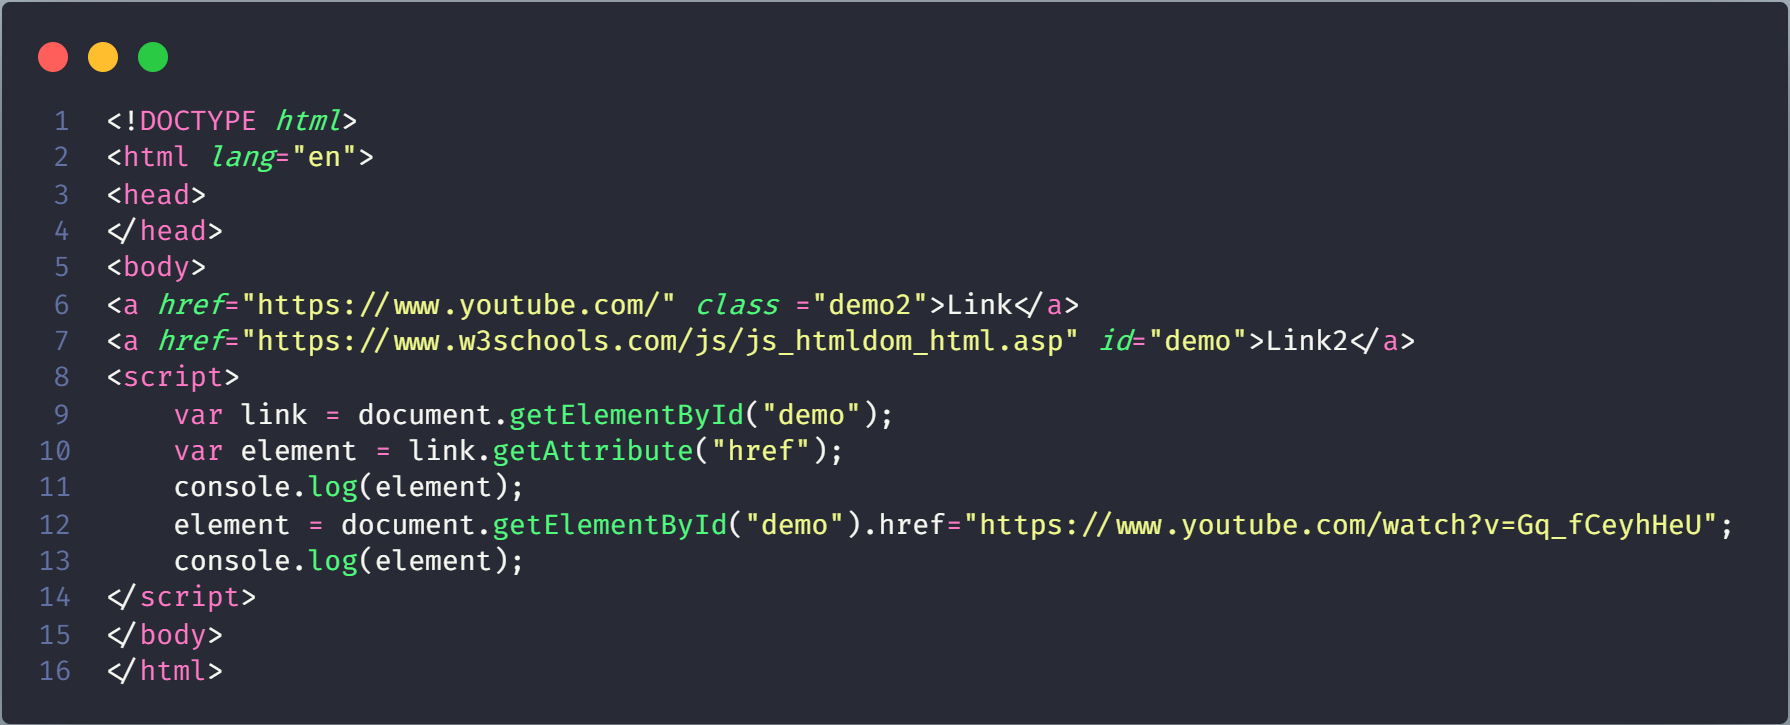 1 <!DOCTYPE html>
2 <html lang="en">
3 <head>
4 </head>
5 <body>
6 <a href="https://www.youtube.com/" class ="demo2">Link</a>
7 <a href="https://www.w3schools.com/js/js_htmldom_html.asp" id="demo">Link2</a>
8 <script>
9     var link = document.getElementById("demo");
10     var element = link.getAttribute("href");
11     console.log(element);
12     element = document.getElementById("demo").href="https://www.youtube.com/watch?v=Gq_fCeyhHeU";
13     console.log(element);
14 </script>
15 </body>
16 </html>